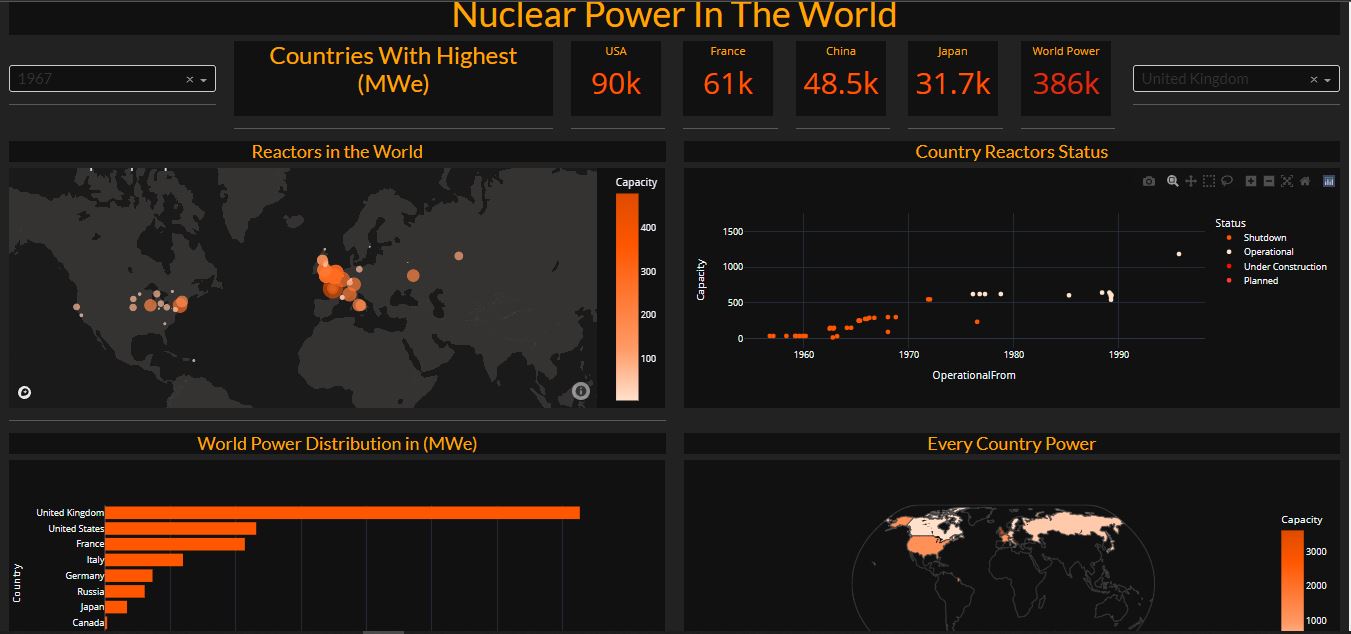 Nuclear Power In The World
1967
Countries With Highest
(MWe)
USA
90k
France
61k
China
48.5k
Japan
31.7k
World Power
386k
United Kingdom
Reactors in the World
Capacity
400
300
200
100
Country Reactors Status
Capacity
1500
1000
500
0
1960
1970
1980
1990
OperationalFrom
Status
Shutdown
Operational
Under Construction
Planned
World Power Distribution in (MWe)
Country
United Kingdom
United States
France
Italy
Germany
Russia
Japan
Canada
Every Country Power
Capacity
3000
2000
1000